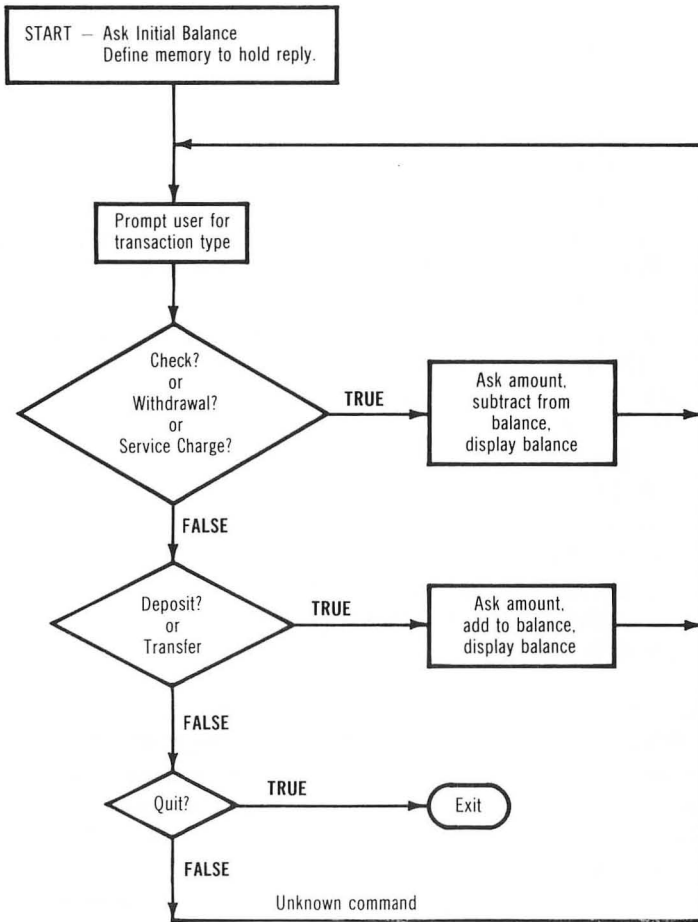 START — Ask Initial Balance
Define memory to hold reply.
Prompt user for
transaction type
Check?
or
Withdrawal?
or
Service Charge?
TRUE
Ask amount,
subtract from
balance,
display balance
FALSE
Deposit?
or
Transfer
TRUE
Ask amount,
add to balance,
display balance
FALSE
Quit?
TRUE
Exit
FALSE
Unknown command